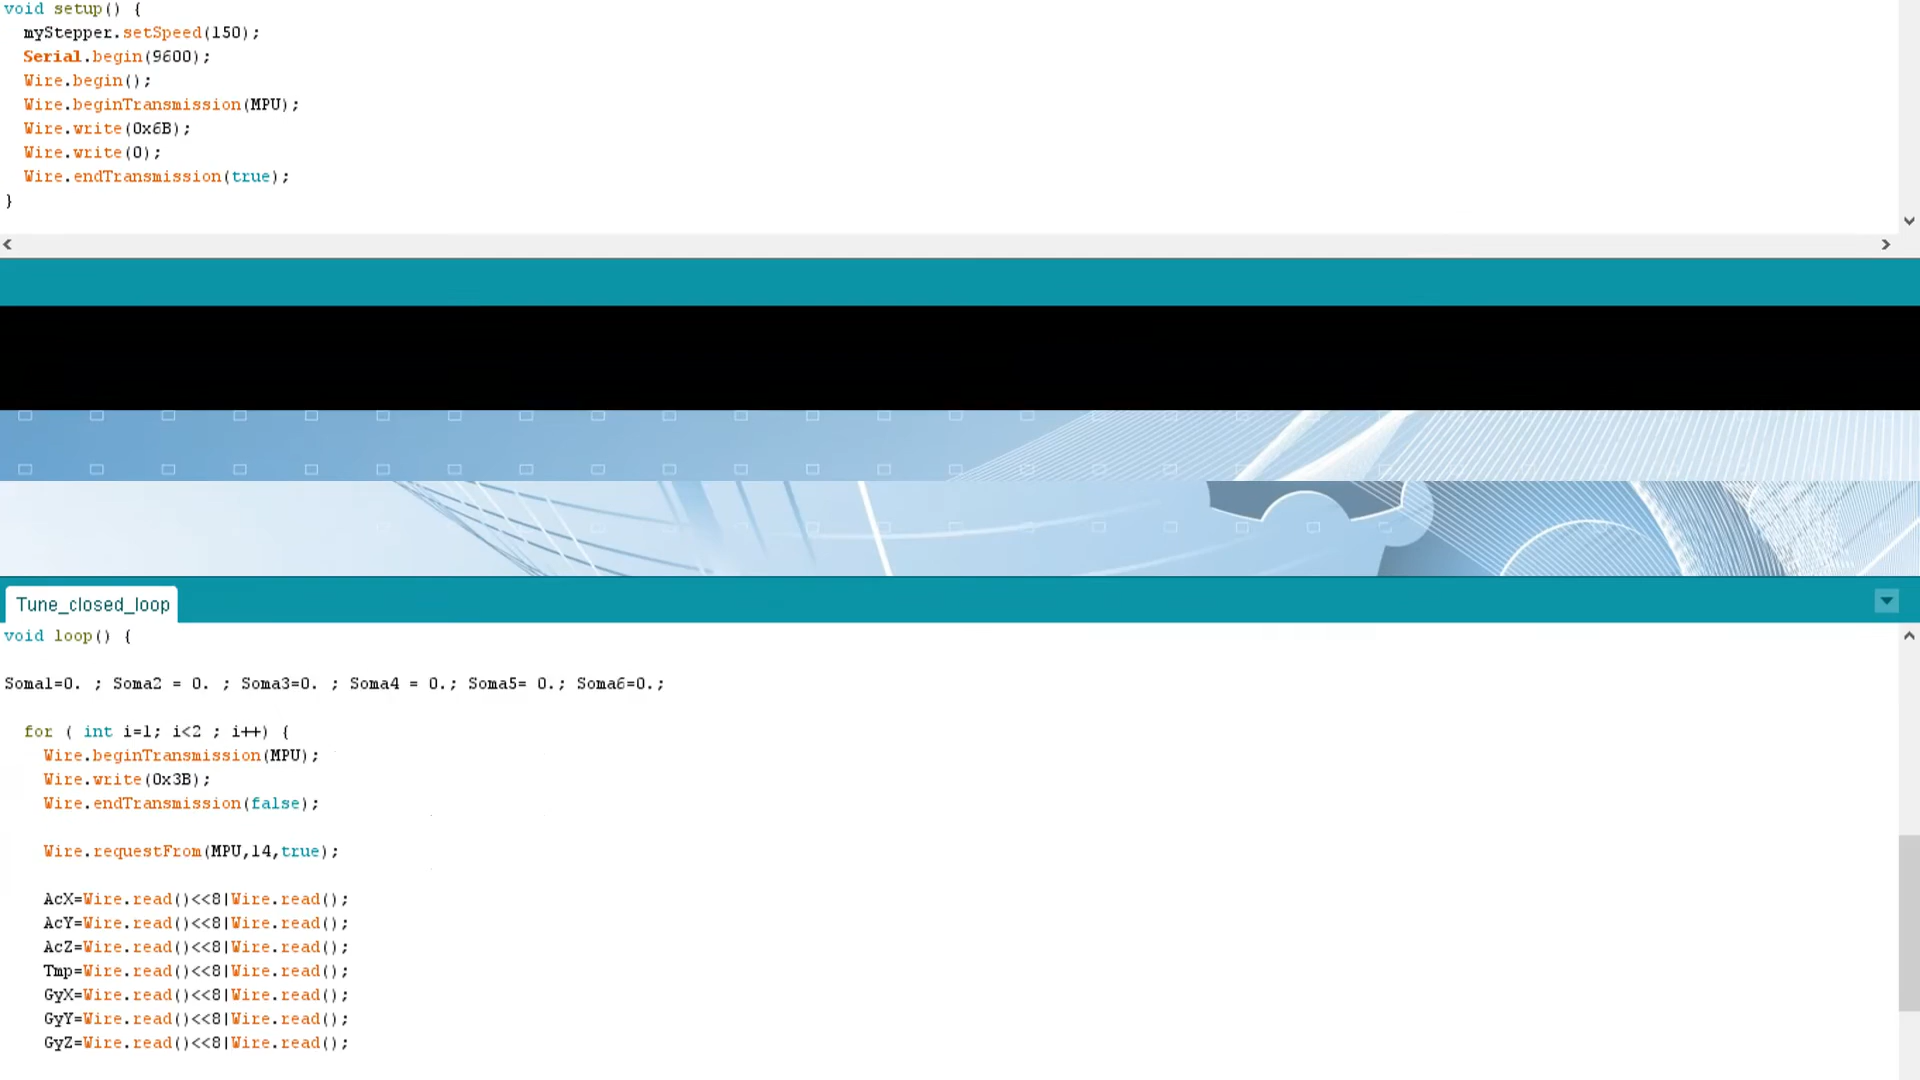 void setup() {
myStepper.setSpeed(150);
Serial.begin(9600);
Wire.begin();
Wire.beginTransmission(MPU);
Wire.write(0x6B);
Wire.write(0);
Wire.endTransmission(true);
}
Tune_closed_loop
void loop() {
Soma1=0. ; Soma2 = 0. ; Soma3=0. ; Soma4 = 0.; Soma5= 0.; Soma6=0.;
for ( int i=1; i<2 ; i++) {
Wire.beginTransmission(MPU);
Wire.write(0x3B);
Wire.endTransmission(false);
Wire.requestFrom(MPU,14,true);
AcX=Wire.read()<<8|Wire.read();
AcY=Wire.read()<<8|Wire.read();
AcZ=Wire.read()<<8|Wire.read();
Tmp=Wire.read()<<8|Wire.read();
GyX=Wire.read()<<8|Wire.read();
GyY=Wire.read()<<8|Wire.read();
GyZ=Wire.read()<<8|Wire.read();